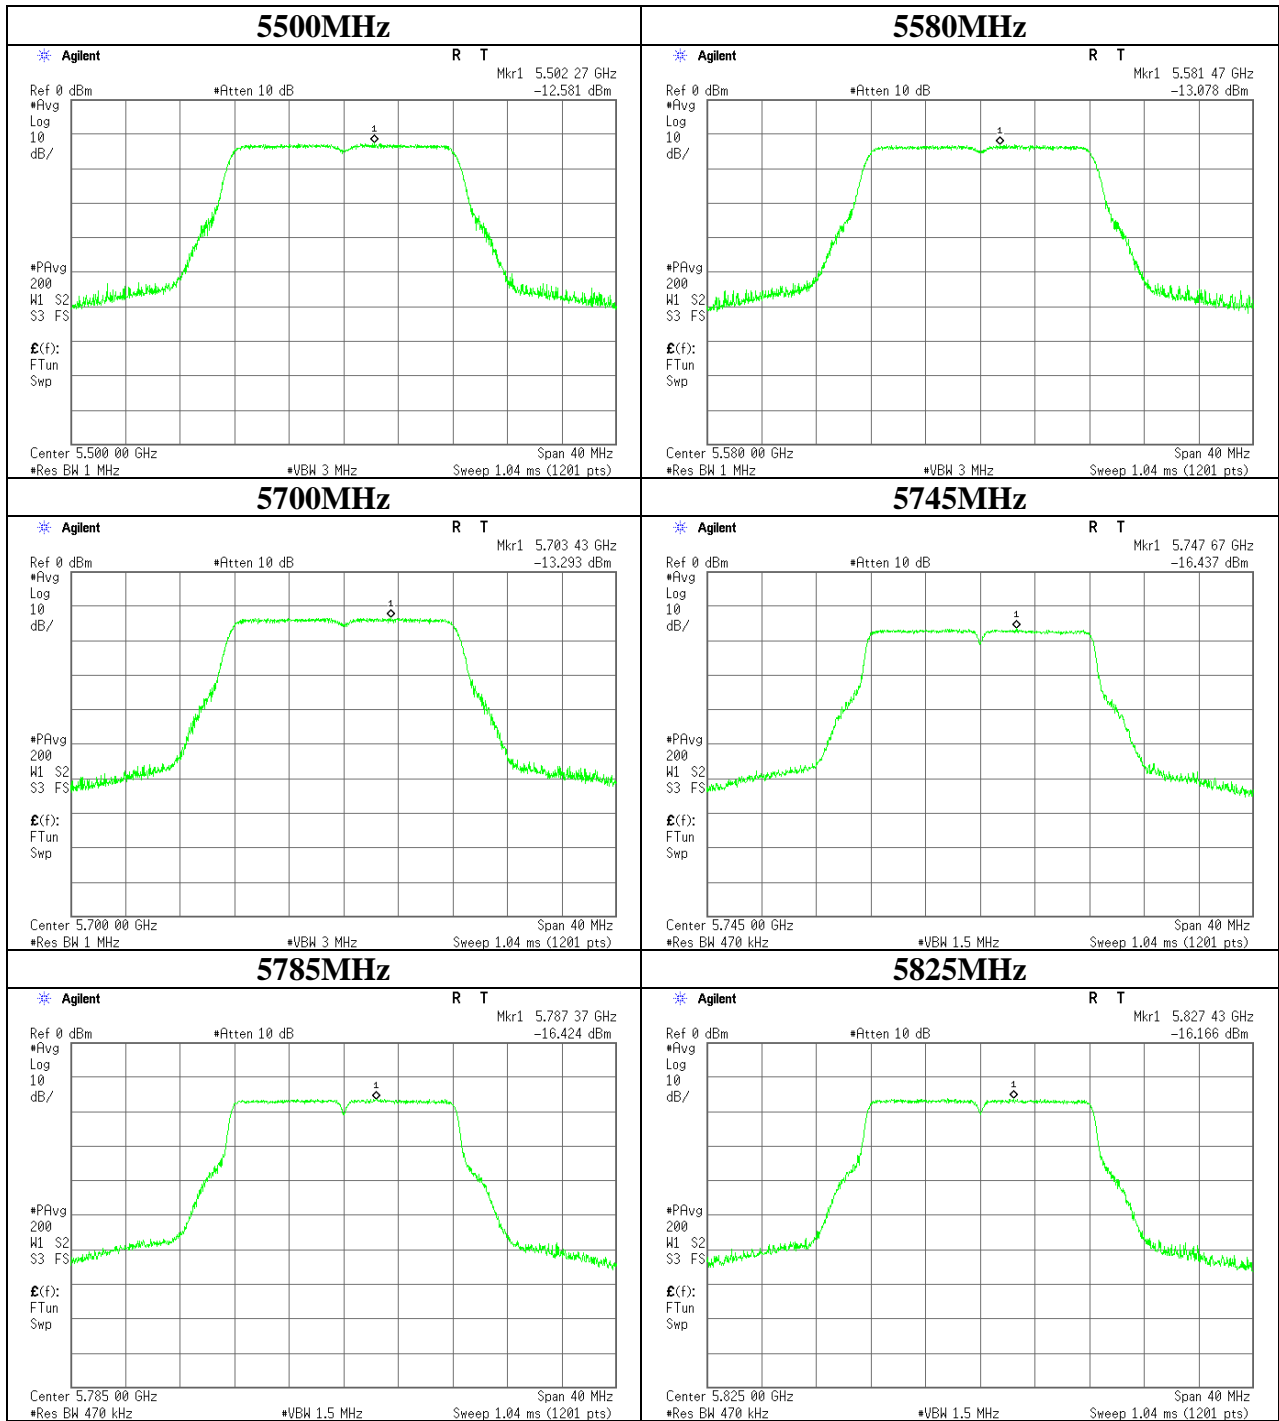 5500MHz
Agilent R T
Mkr1 5.502 27 GHz
Ref 0 dBm #Atten 10 dB -12.581 dBm
#Avg
Log
10
dB/
1
#PAvg
200
W1 S2
S3 FS
£(f):
FTun
Swp
Center 5.500 00 GHz Span 40 MHz
#Res BW 1 MHz #VBW 3 MHz Sweep 1.04 ms (1201 pts)
5580MHz
Agilent R T
Mkr1 5.581 47 GHz
Ref 0 dBm #Atten 10 dB -13.078 dBm
#Avg
Log
10
dB/
1
#PAvg
200
W1 S2
S3 FS
£(f):
FTun
Swp
Center 5.580 00 GHz Span 40 MHz
#Res BW 1 MHz #VBW 3 MHz Sweep 1.04 ms (1201 pts)
5700MHz
Agilent R T
Mkr1 5.703 43 GHz
Ref 0 dBm #Atten 10 dB -13.293 dBm
#Avg
Log
10
dB/
1
#PAvg
200
W1 S2
S3 FS
£(f):
FTun
Swp
Center 5.700 00 GHz Span 40 MHz
#Res BW 1 MHz #VBW 3 MHz Sweep 1.04 ms (1201 pts)
5745MHz
Agilent R T
Mkr1 5.747 67 GHz
Ref 0 dBm #Atten 10 dB -16.437 dBm
#Avg
Log
10
dB/
1
#PAvg
200
W1 S2
S3 FS
£(f):
FTun
Swp
Center 5.745 00 GHz Span 40 MHz
#Res BW 470 kHz #VBW 1.5 MHz Sweep 1.04 ms (1201 pts)
5785MHz
Agilent R T
Mkr1 5.787 37 GHz
Ref 0 dBm #Atten 10 dB -16.424 dBm
#Avg
Log
10
dB/
1
#PAvg
200
W1 S2
S3 FS
£(f):
FTun
Swp
Center 5.785 00 GHz Span 40 MHz
#Res BW 470 kHz #VBW 1.5 MHz Sweep 1.04 ms (1201 pts)
5825MHz
Agilent R T
Mkr1 5.827 43 GHz
Ref 0 dBm #Atten 10 dB -16.166 dBm
#Avg
Log
10
dB/
1
#PAvg
200
W1 S2
S3 FS
£(f):
FTun
Swp
Center 5.825 00 GHz Span 40 MHz
#Res BW 470 kHz #VBW 1.5 MHz Sweep 1.04 ms (1201 pts)